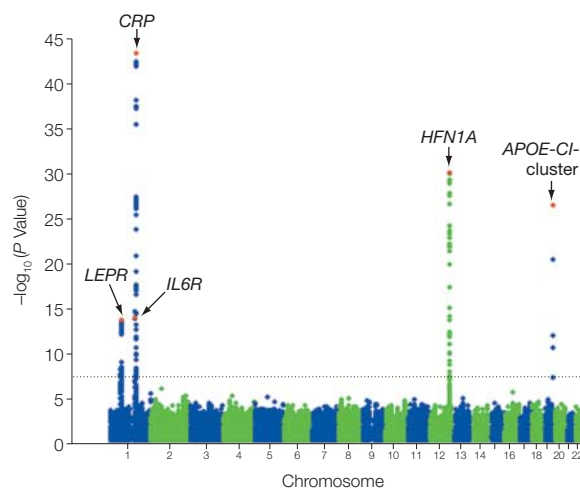 CRP
45
40
35
30
25
20
15
10
5
0
–log10 (P Value)
HFN1A
APOE-CI-
cluster
LEPR
IL6R
1 2 3 4 5 6 7 8 9 10 11 12 13 14 16 18 20 22
Chromosome